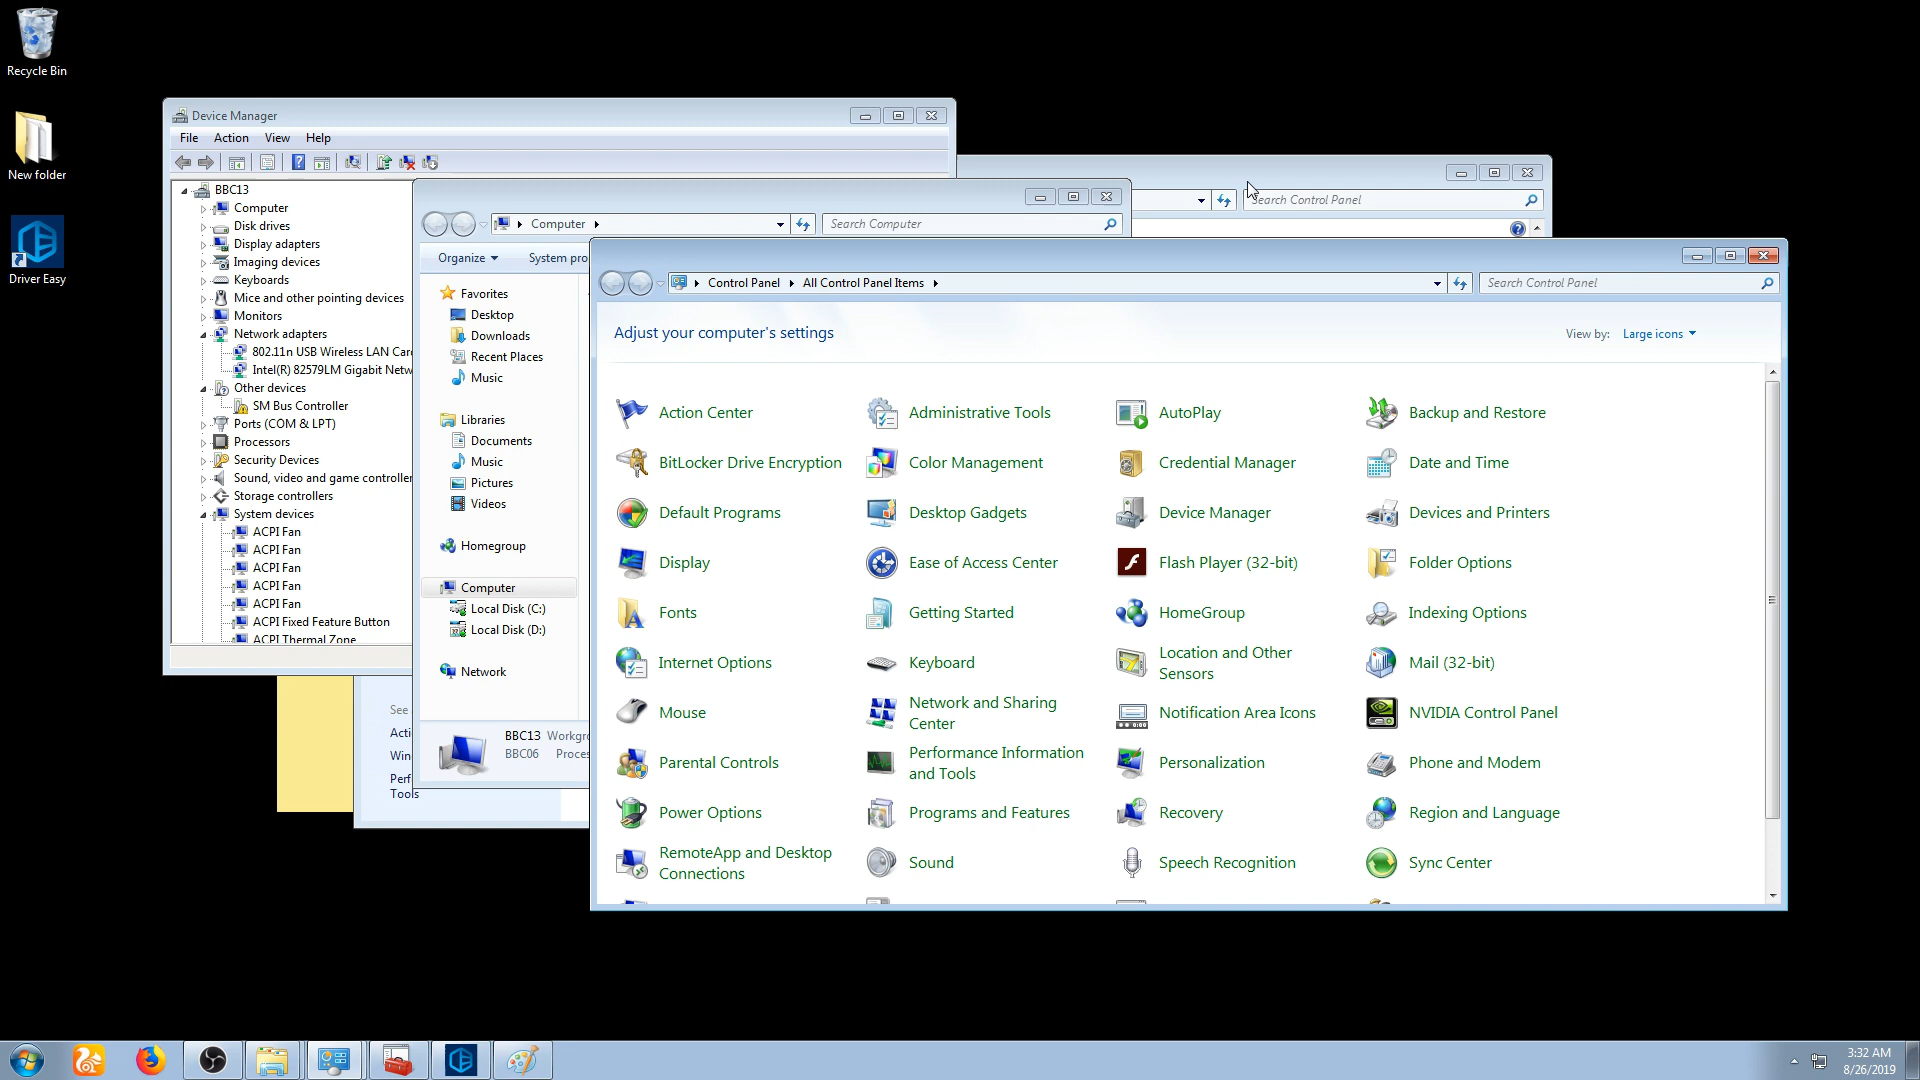 Recycle Bin
New folder
Driver Easy
Device Manager
File Action View Help
BBC13
Computer
Disk drives
Display adapters
Imaging devices
Keyboards
Mice and other pointing devices
Monitors
Network adapters
802.11n USB Wireless LAN Car
Intel(R) 82579LM Gigabit Netw
Other devices
SM Bus Controller
Ports (COM & LPT)
Processors
Security Devices
Sound, video and game controller
Storage controllers
System devices
ACPI Fan
ACPI Fan
ACPI Fan
ACPI Fan
ACPI Fan
ACPI Fixed Feature Button
ACPI Thermal Zone
Search Control Panel
See
Acti
Win
Perf
Tools
Computer
Search Computer
Organize System pro
Favorites
Desktop
Downloads
Recent Places
Music
Libraries
Documents
Music
Pictures
Videos
Homegroup
Computer
Local Disk (C:)
Local Disk (D:)
Network
BBC13 Workgr
BBC06 Proces
Control Panel All Control Panel Items
Search Control Panel
Adjust your computer's settings
View by: Large icons
Action Center
Administrative Tools
AutoPlay
Backup and Restore
BitLocker Drive Encryption
Color Management
Credential Manager
Date and Time
Default Programs
Desktop Gadgets
Device Manager
Devices and Printers
Display
Ease of Access Center
Flash Player (32-bit)
Folder Options
Fonts
Getting Started
HomeGroup
Indexing Options
Internet Options
Keyboard
Location and Other
Sensors
Mail (32-bit)
Mouse
Network and Sharing
Center
Notification Area Icons
NVIDIA Control Panel
Parental Controls
Performance Information
and Tools
Personalization
Phone and Modem
Power Options
Programs and Features
Recovery
Region and Language
RemoteApp and Desktop
Connections
Sound
Speech Recognition
Sync Center
3:32 AM
8/26/2019